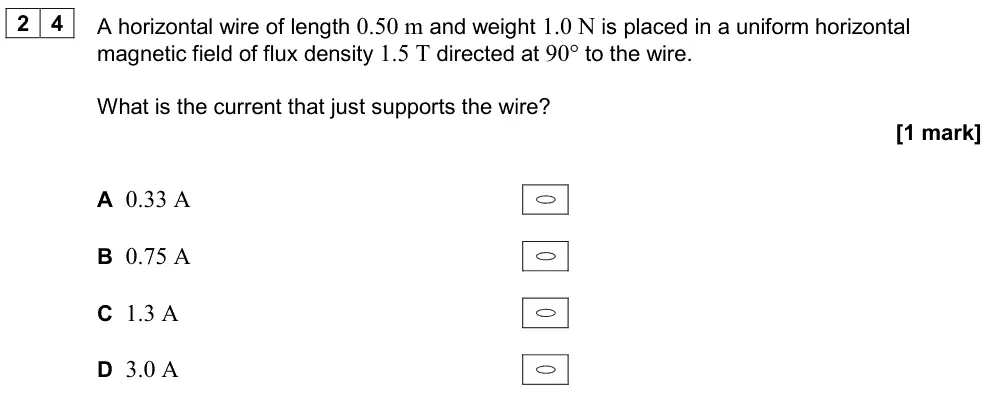 2 4 A horizontal wire of length 0.50 m and weight 1.0 N is placed in a uniform horizontal
magnetic field of flux density 1.5 T directed at 90° to the wire.
What is the current that just supports the wire?
[1 mark]
A 0.33 A
B 0.75 A
C 1.3 A
D 3.0 A